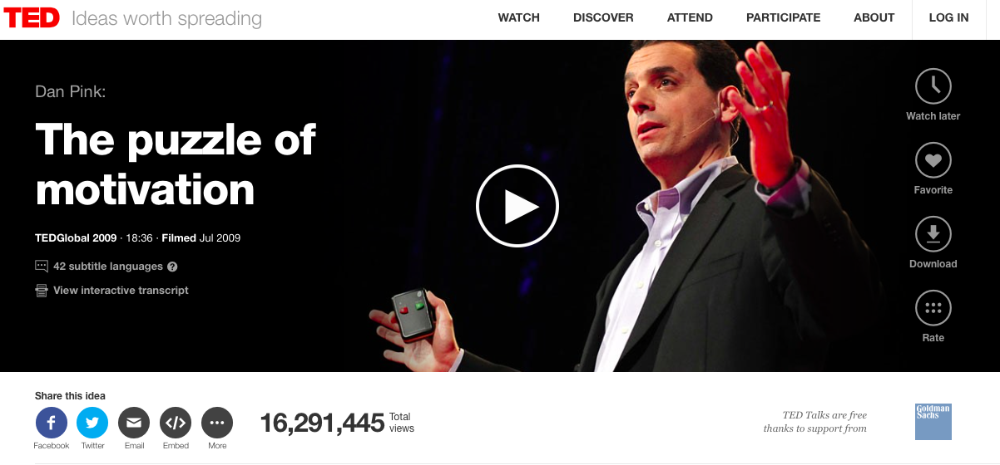 TED Ideas worth spreading
WATCH DISCOVER ATTEND PARTICIPATE ABOUT LOG IN
Dan Pink:
The puzzle of
motivation
TEDGlobal 2009 · 18:36 · Filmed Jul 2009
42 subtitle languages ?
View interactive transcript
Watch later
Favorite
Download
Rate
Share this idea
Facebook Twitter Email Embed More
16,291,445 Total
views
TED Talks are free
thanks to support from
Goldman
Sachs